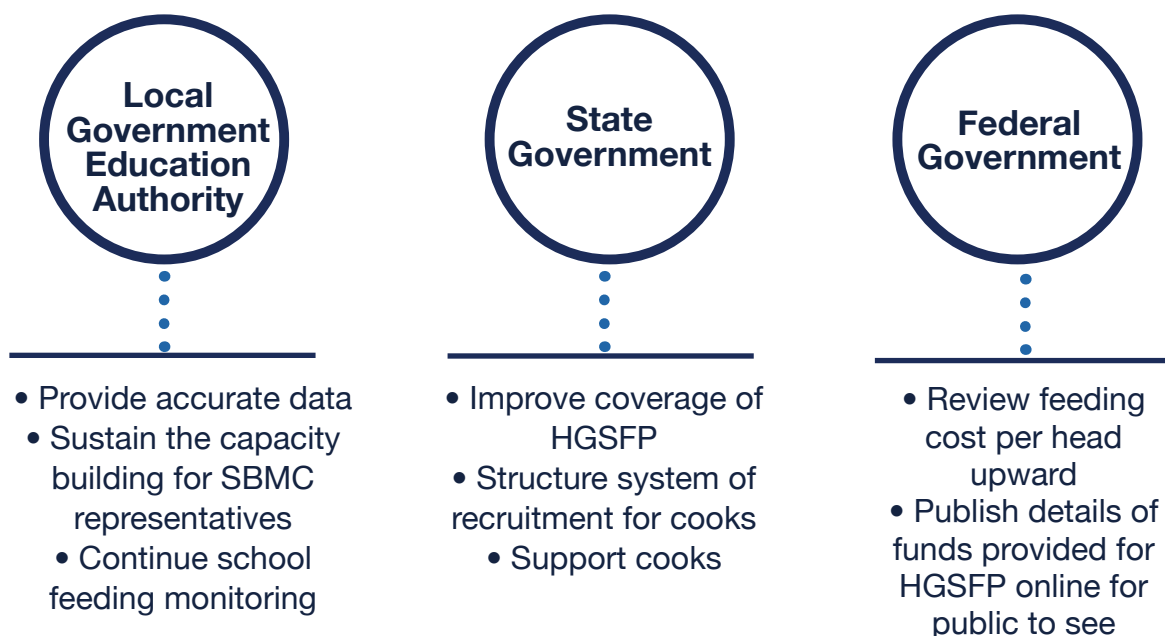 Local
Government
Education
Authority
• Provide accurate data
• Sustain the capacity
building for SBMC
representatives
• Continue school
feeding monitoring
State
Government
• Improve coverage of
HGSFP
• Structure system of
recruitment for cooks
• Support cooks
Federal
Government
• Review feeding
cost per head
upward
• Publish details of
funds provided for
HGSFP online for
public to see